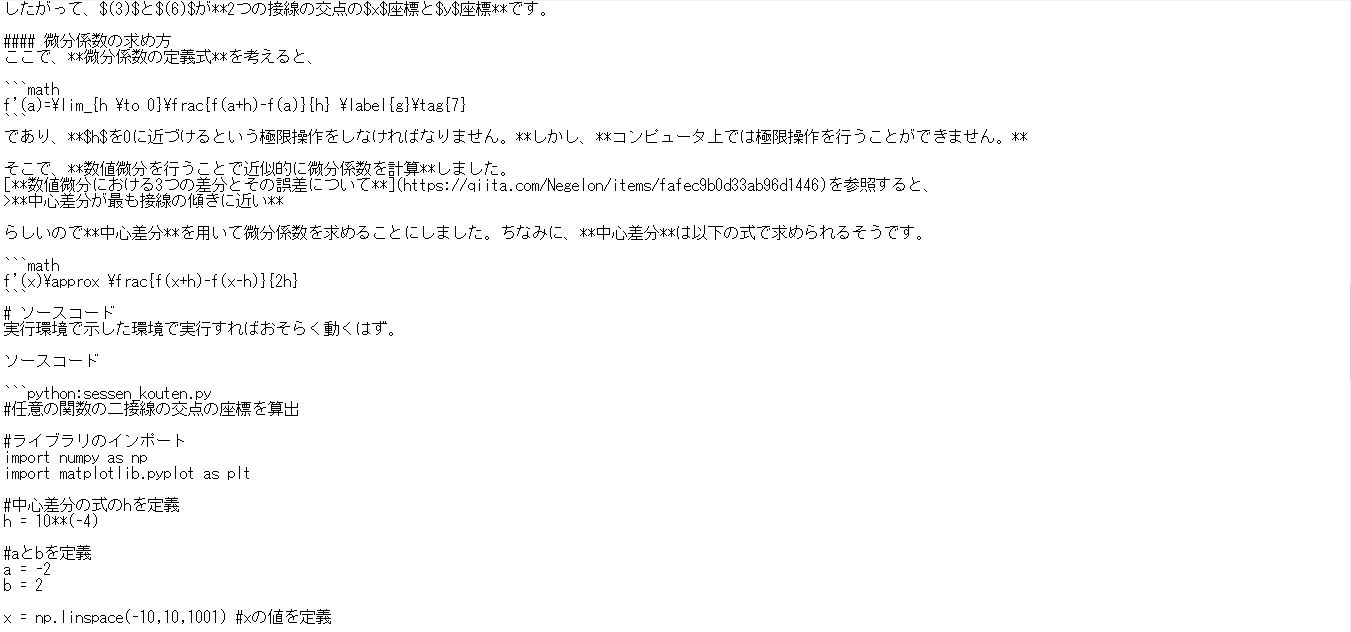 したがって、$(3)$と$(6)$が**2つの接線の交点の$x$座標と$y$座標**です。
#### 微分係数の求め方
ここで、**微分係数の定義式**を考えると、
```math
f'(a)=¥lim_{h ¥to 0}¥frac{f(a+h)-f(a)}{h} ¥label{g}¥tag{7}
```
であり、**$h$を0に近づけるという極限操作をしなければなりません。**しかし、**コンピュータ上では極限操作を行うことができません。**
そこで、**数値微分を行うことで近似的に微分係数を計算**しました。
[**数値微分における3つの差分とその誤差について**](https://qiita.com/Negelon/items/fafec9b0d33ab96d1446)を参照すると、
>**中心差分が最も接線の傾きに近い**
らしいので**中心差分**を用いて微分係数を求めることにしました。ちなみに、**中心差分**は以下の式で求められるそうです。
```math
f'(x)¥approx ¥frac{f(x+h)-f(x-h)}{2h}
```
# ソースコード
実行環境で示した環境で実行すればおそらく動くはず。
ソースコード
```python:sessen_kouten.py
#任意の関数の二接線の交点の座標を算出
#ライブラリのインポート
import numpy as np
import matplotlib.pyplot as plt
#中心差分の式のhを定義
h = 10**(-4)
#aとbを定義
a = -2
b = 2
x = np.linspace(-10,10,1001) #xの値を定義